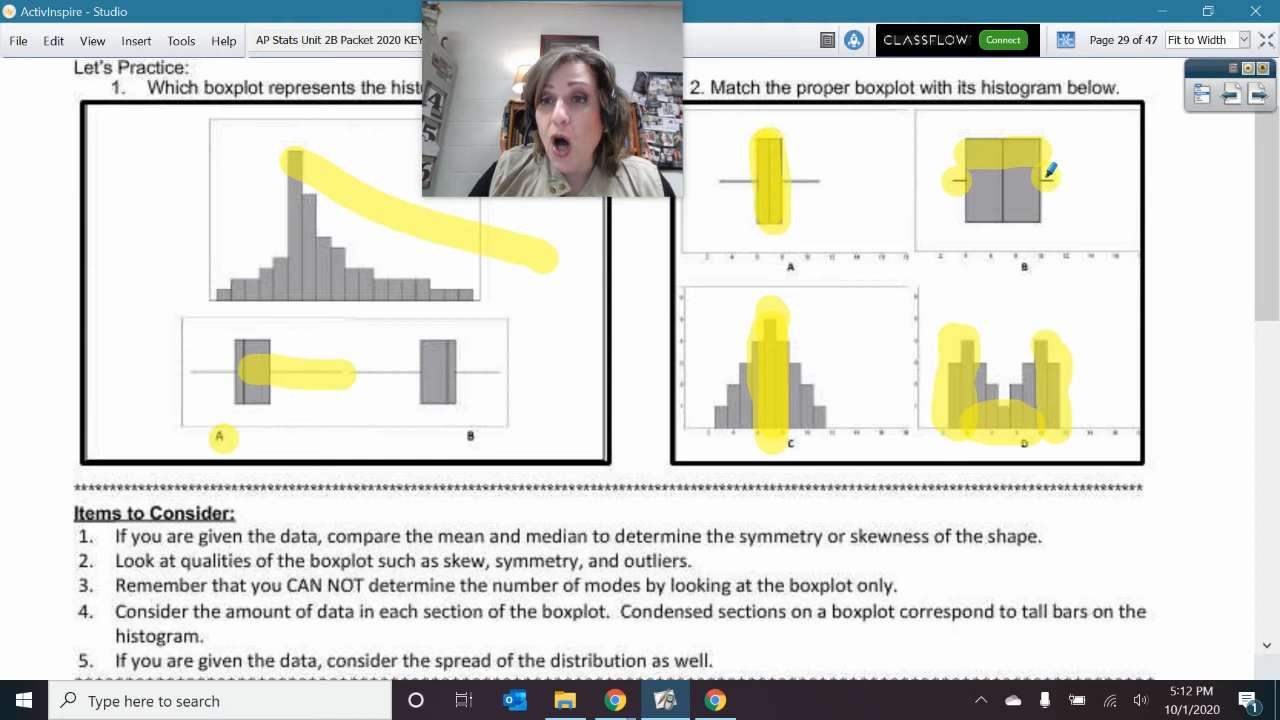 ActivInspire - Studio
File Edit View Insert Tools Help
AP Stats Unit 2B Packet 2020 KEY
CLASSFLOW Connect
Page 29 of 47
Fit to Width
Let's Practice:
1. Which boxplot represents the
2. Match the proper boxplot with its histogram below.
A
B
A B
C
D
Items to Consider:
1. If you are given the data, compare the mean and median to determine the symmetry or skewness of the shape.
2. Look at qualities of the boxplot such as skew, symmetry, and outliers.
3. Remember that you CAN NOT determine the number of modes by looking at the boxplot only.
4. Consider the amount of data in each section of the boxplot. Condensed sections on a boxplot correspond to tall bars on the
histogram.
5. If you are given the data, consider the spread of the distribution as well.
Type here to search
5:12 PM
10/1/2020
1